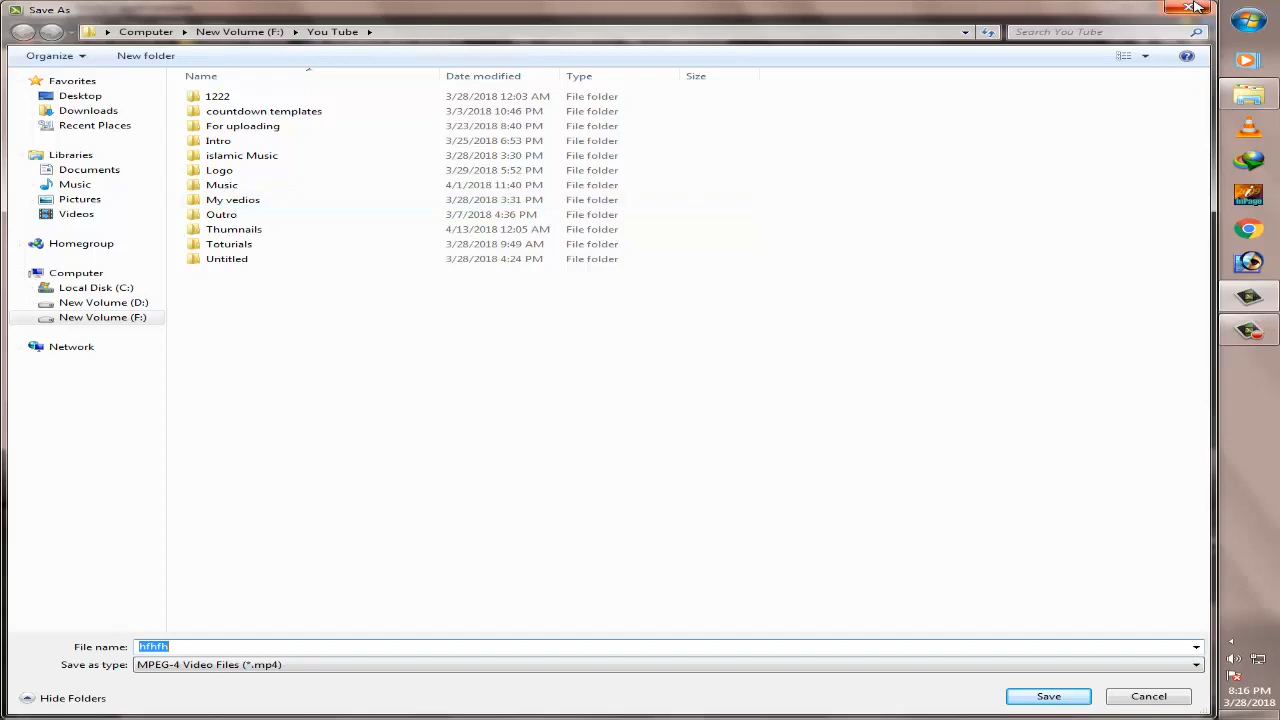 Save As
Computer New Volume (F:) You Tube Search You Tube
Organize New folder
Name Date modified Type Size
Favorites
Desktop
Downloads
Recent Places
Libraries
Documents
Music
Pictures
Videos
Homegroup
Computer
Local Disk (C:)
New Volume (D:)
New Volume (F:)
Network
1222 3/28/2018 12:03 AM File folder
countdown templates 3/3/2018 10:46 PM File folder
For uploading 3/23/2018 8:40 PM File folder
Intro 3/25/2018 6:53 PM File folder
islamic Music 3/28/2018 3:30 PM File folder
Logo 3/29/2018 5:52 PM File folder
Music 4/1/2018 11:40 PM File folder
My vedios 3/28/2018 3:31 PM File folder
Outro 3/7/2018 4:36 PM File folder
Thumnails 4/13/2018 12:05 AM File folder
Toturials 3/28/2018 9:49 AM File folder
Untitled 3/28/2018 4:24 PM File folder
File name: hfhfh
Save as type: MPEG-4 Video Files (*.mp4)
Hide Folders Save Cancel
InPage
8:16 PM
3/28/2018